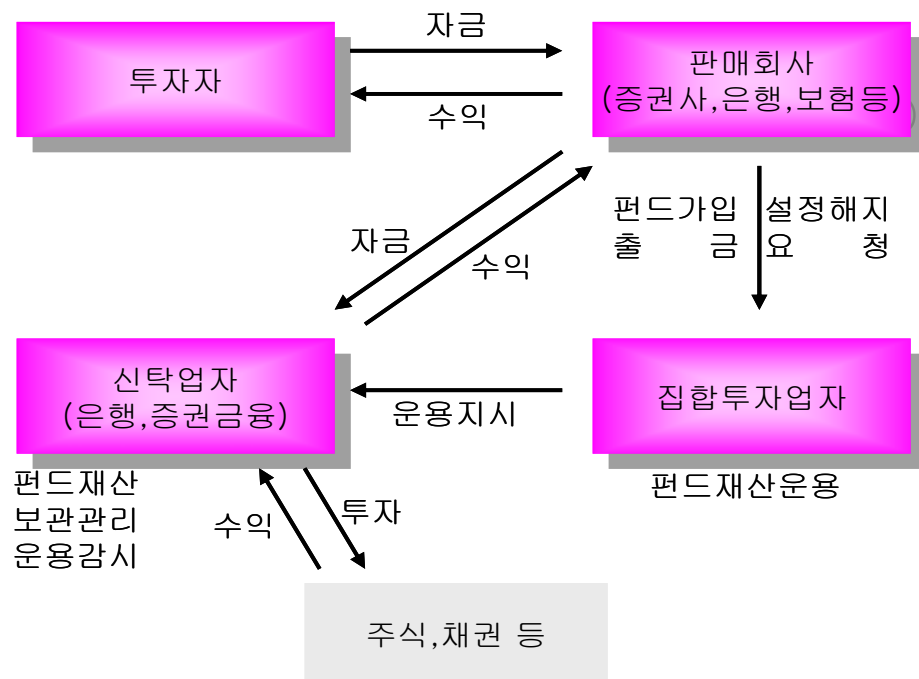 자금
투자자
판매회사
(증권사,은행,보험등)
수익
펀드가입
출 금
설정해지
요 청
자금
수익
신탁업자
(은행,증권금융)
운용지시
집합투자업자
펀드재산
보관관리
운용감시
펀드재산운용
수익
투자
주식,채권 등